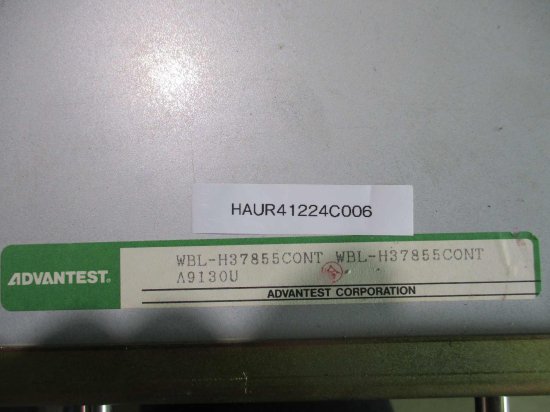 HAUR41224C006
WBL-H37855CONT WBL-H37855CONT
ADVANTEST®
A9130U
ADVANTEST CORPORATION